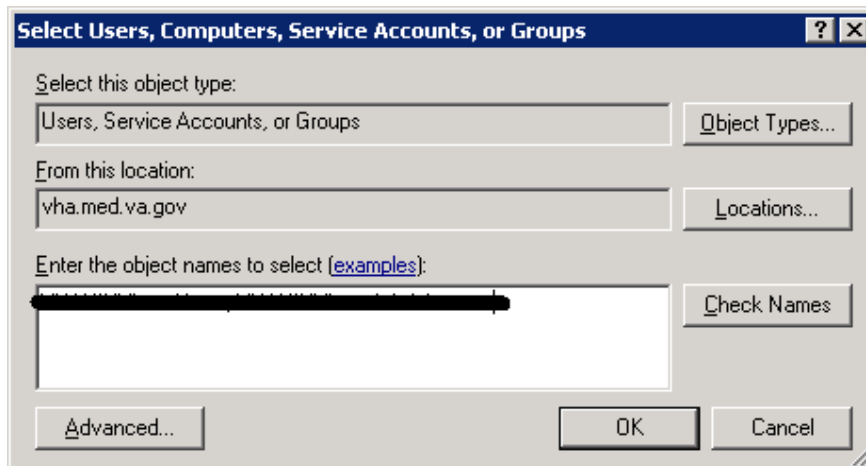 Select Users, Computers, Service Accounts, or Groups
Select this object type:
Users, Service Accounts, or Groups
Object Types...
From this location:
vha.med.va.gov
Locations...
Enter the object names to select (examples):
Check Names
Advanced...
OK
Cancel